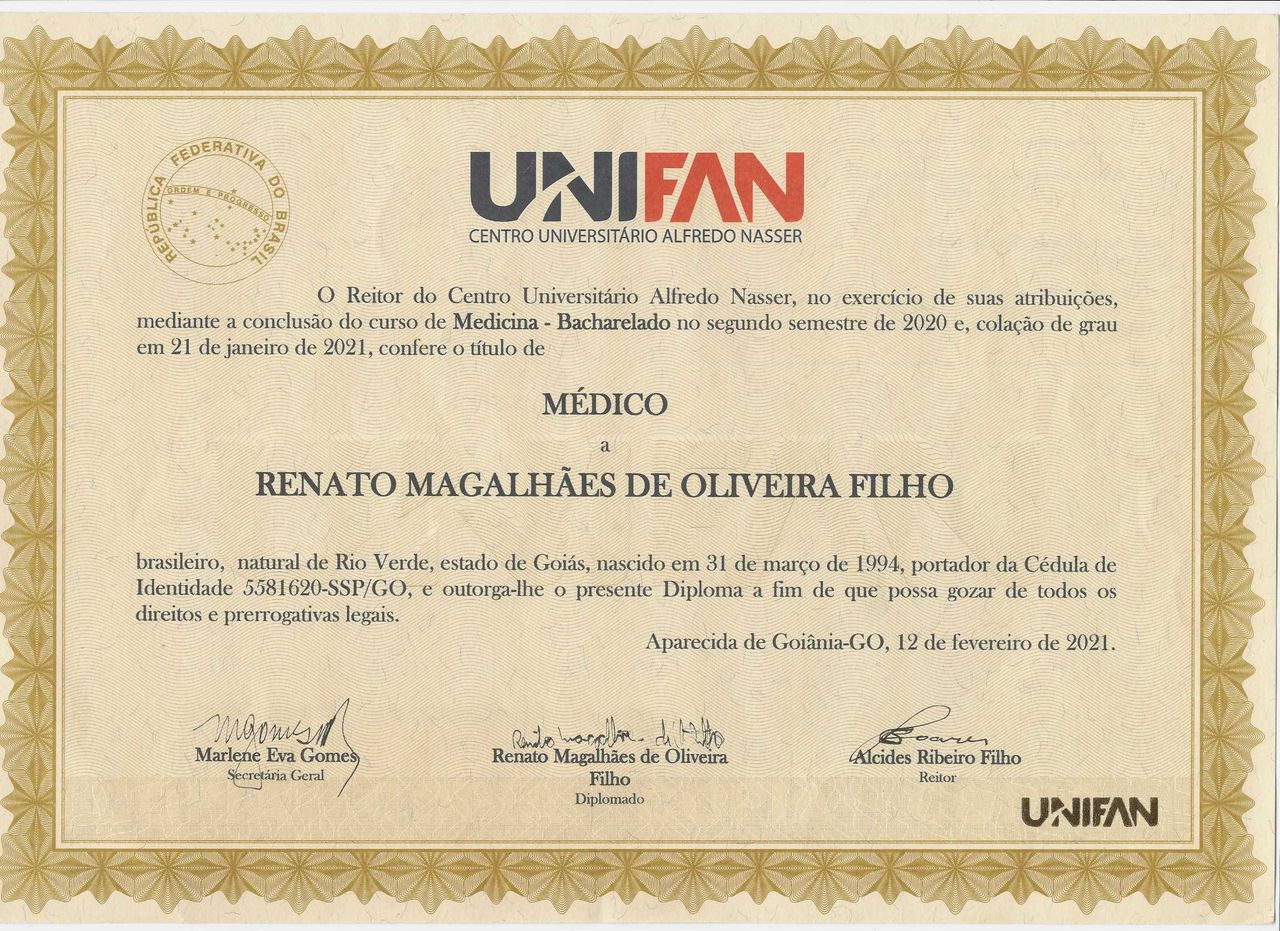 REPÚBLICA FEDERATIVA DO BRASIL
ORDEM E PROGRESSO
UNIFAN
CENTRO UNIVERSITÁRIO ALFREDO NASSER
O Reitor do Centro Universitário Alfredo Nasser, no exercício de suas atribuições,
mediante a conclusão do curso de Medicina - Bacharelado no segundo semestre de 2020 e, colação de grau
em 21 de janeiro de 2021, confere o título de
MÉDICO
a
RENATO MAGALHÃES DE OLIVEIRA FILHO
brasileiro, natural de Rio Verde, estado de Goiás, nascido em 31 de março de 1994, portador da Cédula de
Identidade 5581620-SSP/GO, e outorga-lhe o presente Diploma a fim de que possa gozar de todos os
direitos e prerrogativas legais.
Aparecida de Goiânia-GO, 12 de fevereiro de 2021.
Marlene Eva Gomes
Secretária Geral
Renato Magalhães de Oliveira
Filho
Diplomado
Alcides Ribeiro Filho
Reitor
UNIFAN